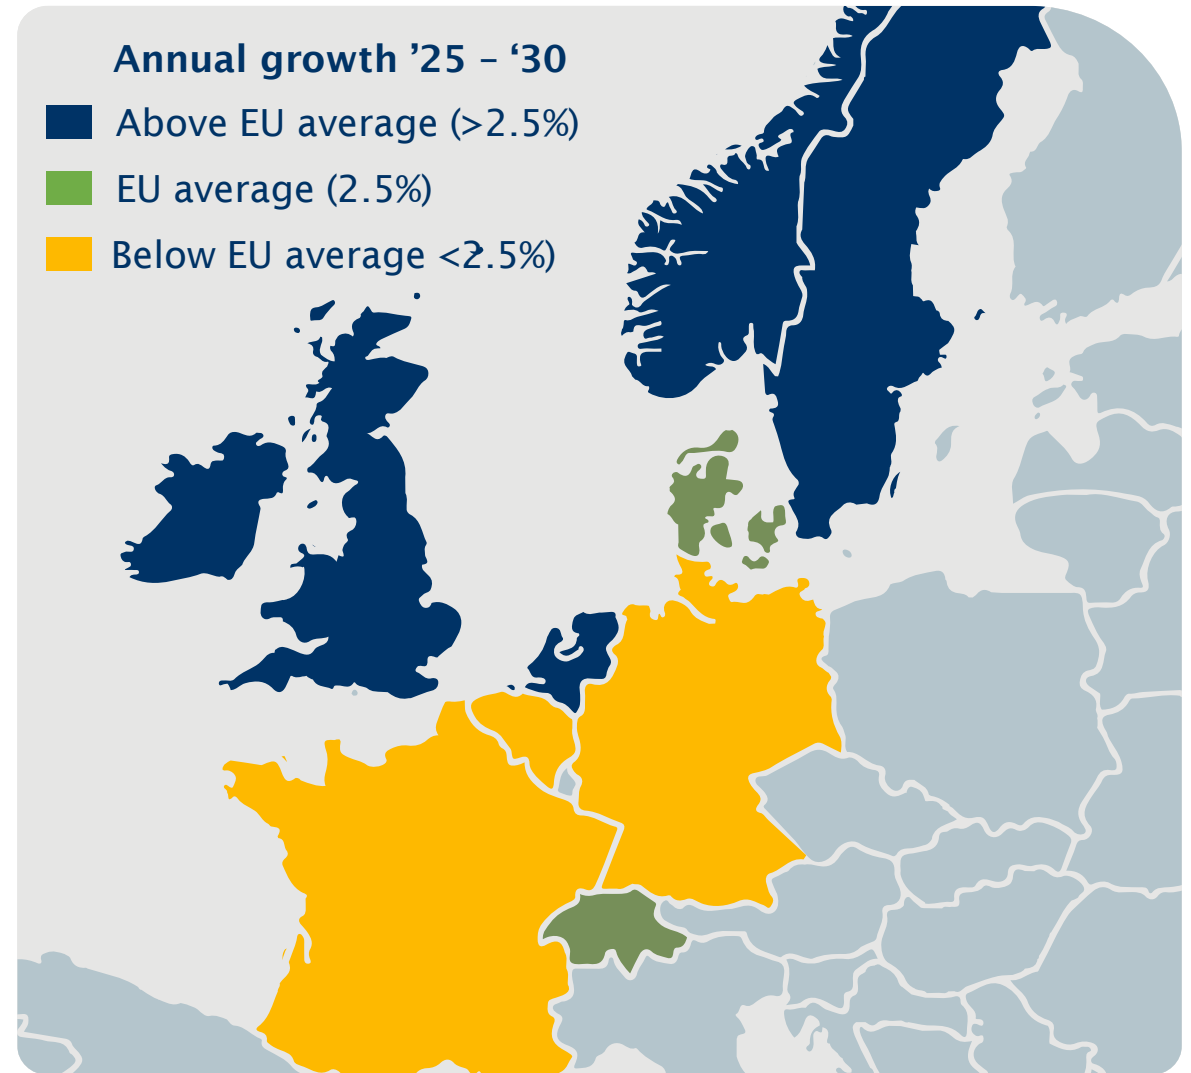 Annual growth ’25 – ‘30
Above EU average (>2.5%)
EU average (2.5%)
Below EU average <2.5%)